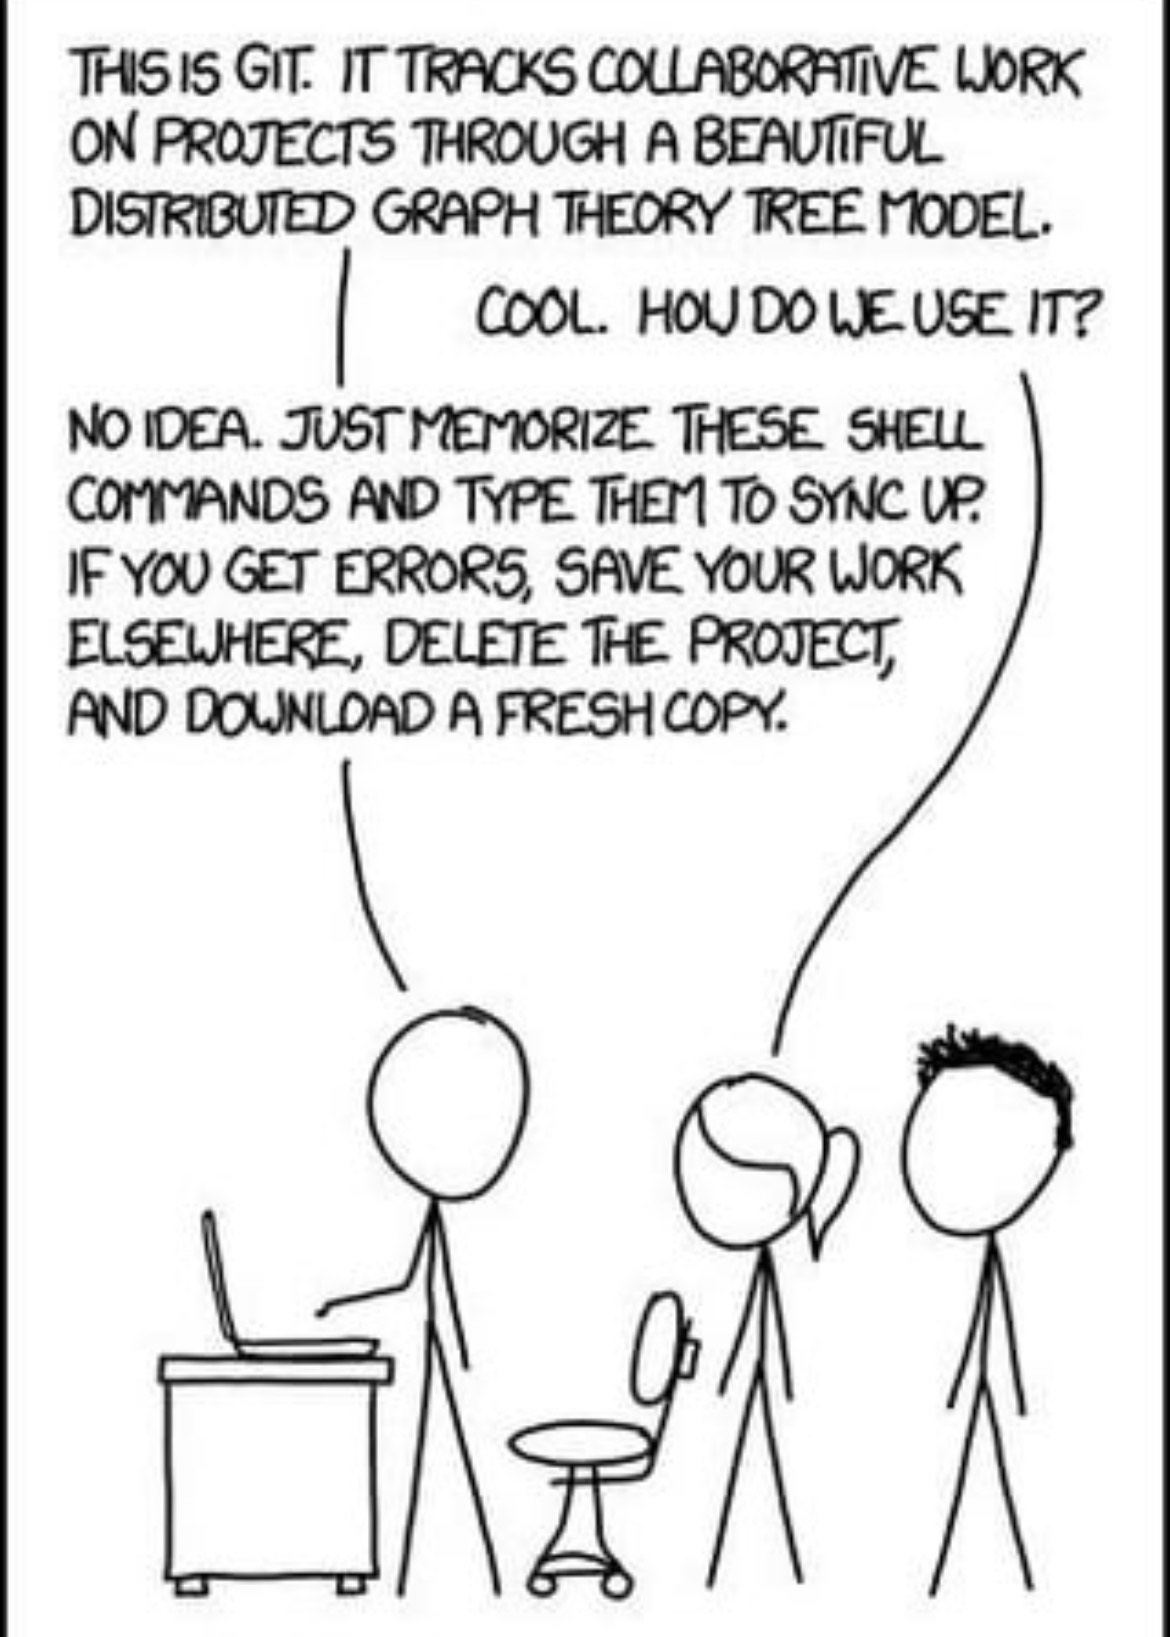 THIS IS GIT. IT TRACKS COLLABORATIVE WORK
ON PROJECTS THROUGH A BEAUTIFUL
DISTRIBUTED GRAPH THEORY TREE MODEL.
COOL. HOW DO WE USE IT?
NO IDEA. JUST MEMORIZE THESE SHELL
COMMANDS AND TYPE THEM TO SYNC UP.
IF YOU GET ERRORS, SAVE YOUR WORK
ELSEWHERE, DELETE THE PROJECT,
AND DOWNLOAD A FRESH COPY.